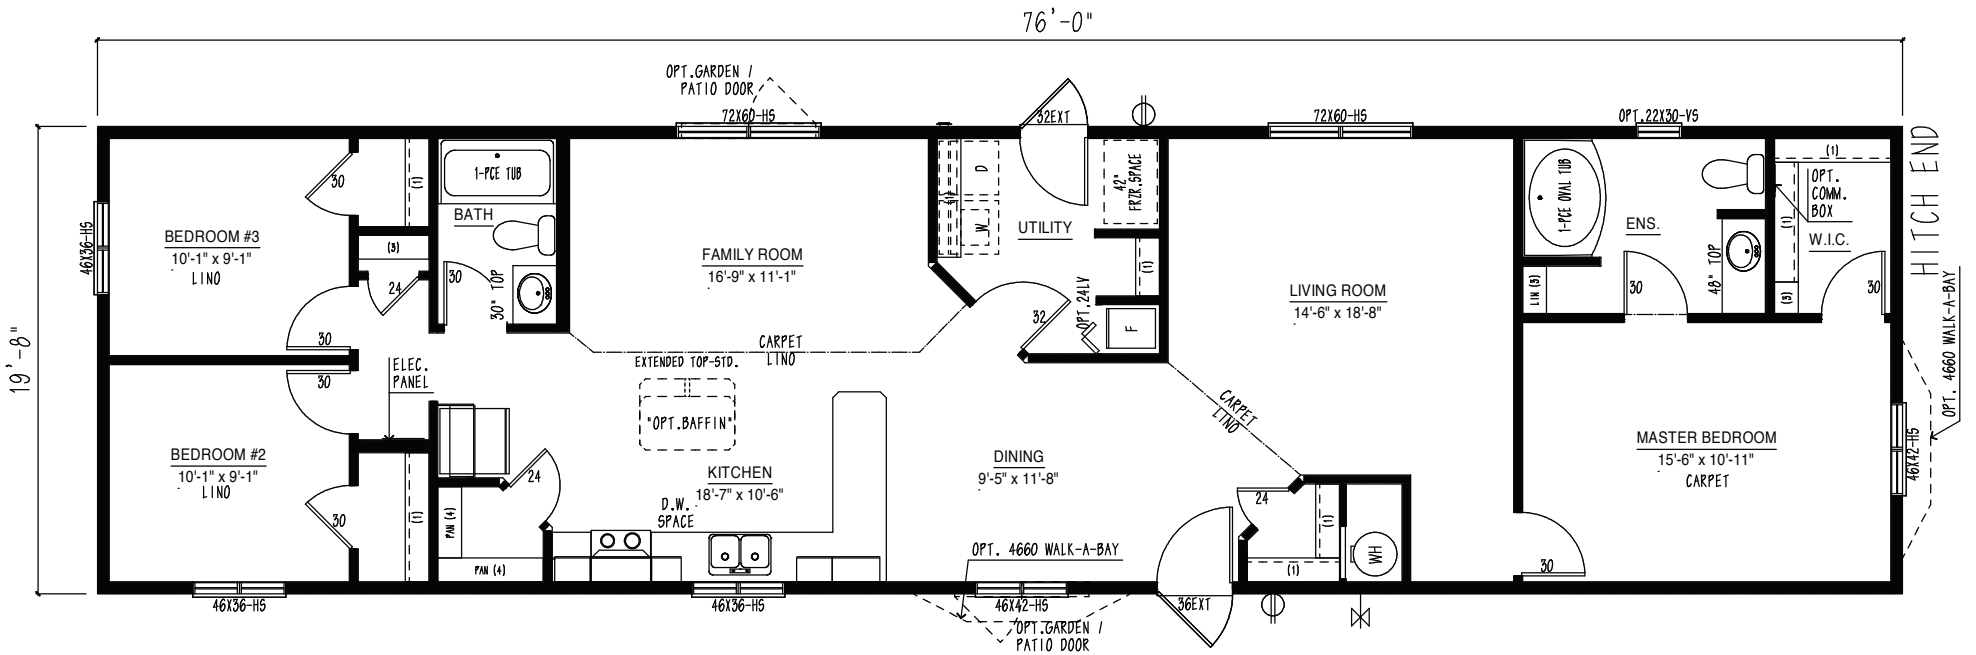 76'-0"
OPT.GARDEN /
PATIO DOOR
72X60-HS
32EXT
72X60-HS
OPT.22X30-VS
HITCH END
19'-8"
46X36-HS
BEDROOM #3
10'-1" x 9'-1"
LINO
30
(1)
(3)
24
30
1-PCE TUB
BATH
30
30" TOP
FAMILY ROOM
16'-9" x 11'-1"
CARPET
LINO
(1)
D
W
UTILITY
42"
FRZR.SPACE
(1)
OPT.24LV
32
F
LIVING ROOM
14'-6" x 18'-8"
CARPET
LINO
1-PCE OVAL TUB
ENS.
LIN (3)
30
48" TOP
(1)
OPT.
COMM.
BOX
(1)
W.I.C.
(3)
30
OPT. 4660 WALK-A-BAY
BEDROOM #2
10'-1" x 9'-1"
LINO
30
30
(1)
ELEC.
PANEL
EXTENDED TOP-STD.
"OPT.BAFFIN"
KITCHEN
18'-7" x 10'-6"
D.W.
SPACE
24
PAN (4)
PAN (4)
DINING
9'-5" x 11'-8"
OPT. 4660 WALK-A-BAY
24
(1)
(1)
WH
MASTER BEDROOM
15'-6" x 10'-11"
CARPET
30
46X42-HS
46X36-HS
46X36-HS
46X42-HS
36EXT
OPT.GARDEN /
PATIO DOOR